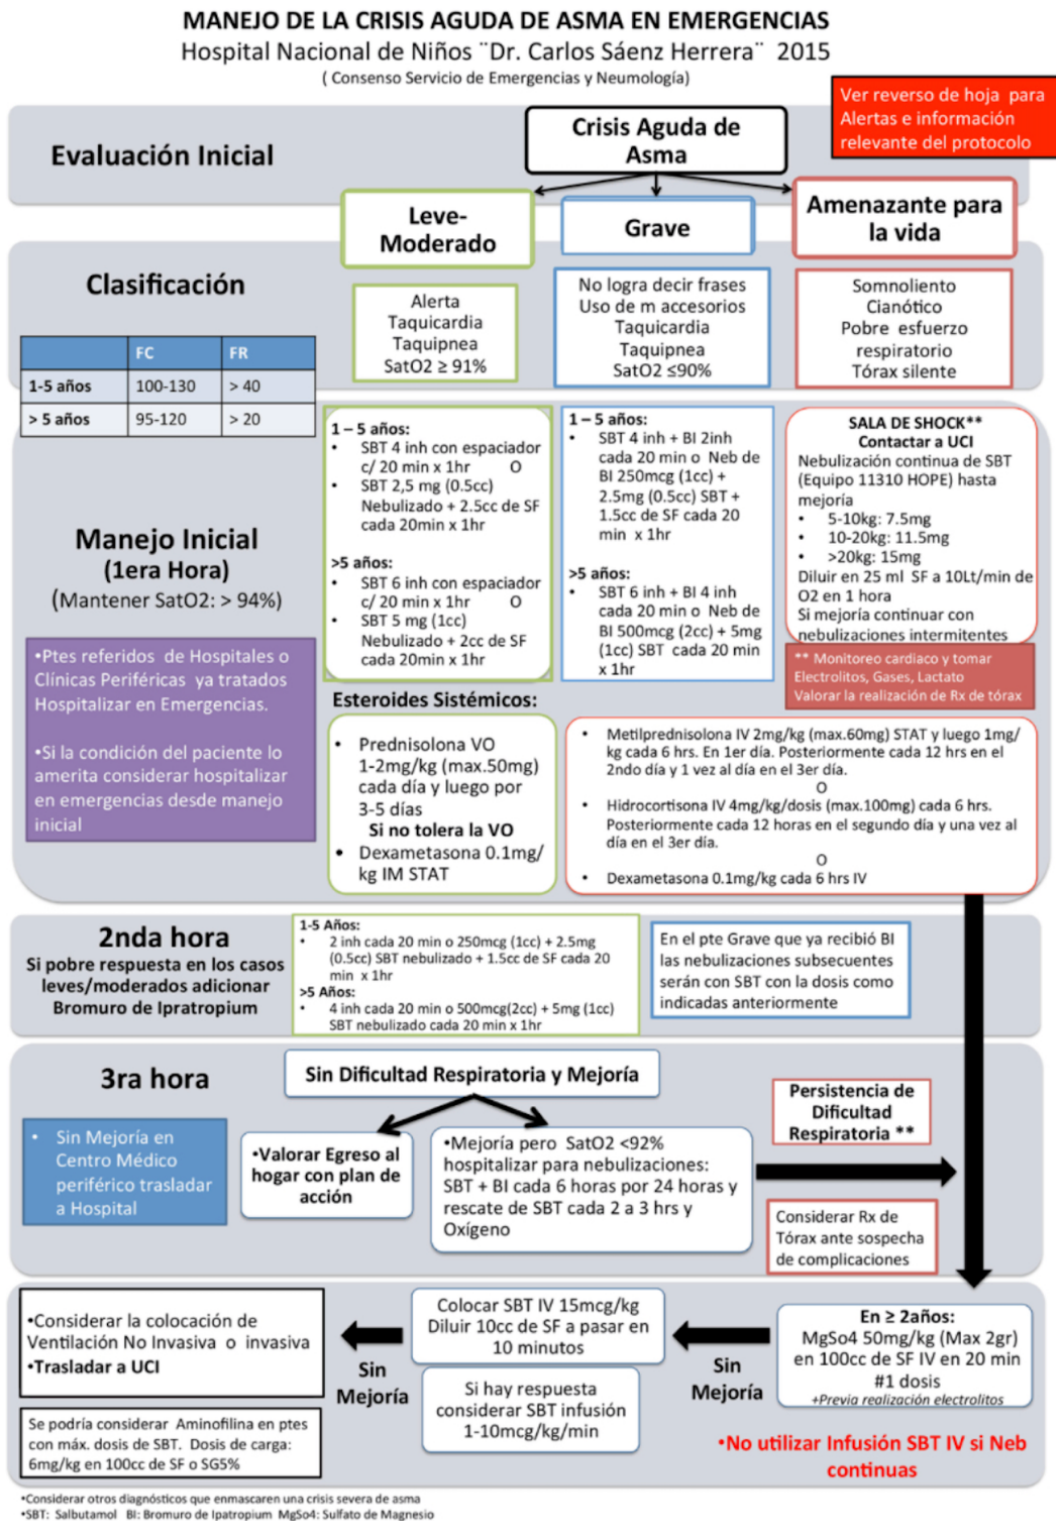 MANEJO DE LA CRISIS AGUDA DE ASMA EN EMERGENCIAS
Hospital Nacional de Niños ¨Dr. Carlos Sáenz Herrera¨ 2015
( Consenso Servicio de Emergencias y Neumología)
Ver reverso de hoja para
Alertas e información
relevante del protocolo
Evaluación Inicial
Crisis Aguda de
Asma
Leve-
Moderado
Grave
Amenazante para
la vida
Clasificación
Alerta
Taquicardia
Taquipnea
SatO2 ≥ 91%
No logra decir frases
Uso de m accesorios
Taquicardia
Taquipnea
SatO2 ≤90%
Somnoliento
Cianótico
Pobre esfuerzo
respiratorio
Tórax silente
FC FR
1-5 años 100-130 > 40
> 5 años 95-120 > 20
Manejo Inicial
(1era Hora)
(Mantener SatO2: > 94%)
•Ptes referidos de Hospitales o
Clínicas Periféricas ya tratados
Hospitalizar en Emergencias.
•Si la condición del paciente lo
amerita considerar hospitalizar
en emergencias desde manejo
inicial
1 – 5 años:
• SBT 4 inh con espaciador
c/ 20 min x 1hr O
• SBT 2,5 mg (0.5cc)
Nebulizado + 2.5cc de SF
cada 20min x 1hr
>5 años:
• SBT 6 inh con espaciador
c/ 20 min x 1hr O
• SBT 5 mg (1cc)
Nebulizado + 2cc de SF
cada 20min x 1hr
1 – 5 años:
• SBT 4 inh + BI 2inh
cada 20 min o Neb de
BI 250mcg (1cc) +
2.5mg (0.5cc) SBT +
1.5cc de SF cada 20
min x 1hr
>5 años:
• SBT 6 inh + BI 4 inh
cada 20 min o Neb de
BI 500mcg (2cc) + 5mg
(1cc) SBT cada 20 min
x 1hr
SALA DE SHOCK**
Contactar a UCI
Nebulización continua de SBT
(Equipo 11310 HOPE) hasta
mejoría
• 5-10kg: 7.5mg
• 10-20kg: 11.5mg
• >20kg: 15mg
Diluir en 25 ml SF a 10Lt/min de
O2 en 1 hora
Si mejoría continuar con
nebulizaciones intermitentes
** Monitoreo cardiaco y tomar
Electrolitos, Gases, Lactato
Valorar la realización de Rx de tórax
Esteroides Sistémicos:
• Prednisolona VO
1-2mg/kg (max.50mg)
cada día y luego por
3-5 días
Si no tolera la VO
• Dexametasona 0.1mg/
kg IM STAT
• Metilprednisolona IV 2mg/kg (max.60mg) STAT y luego 1mg/
kg cada 6 hrs. En 1er día. Posteriormente cada 12 hrs en el
2ndo día y 1 vez al día en el 3er día.
O
• Hidrocortisona IV 4mg/kg/dosis (max.100mg) cada 6 hrs.
Posteriormente cada 12 horas en el segundo día y una vez al
día en el 3er día.
O
• Dexametasona 0.1mg/kg cada 6 hrs IV
2nda hora
Si pobre respuesta en los casos
leves/moderados adicionar
Bromuro de Ipratropium
1-5 Años:
• 2 inh cada 20 min o 250mcg (1cc) + 2.5mg
(0.5cc) SBT nebulizado + 1.5cc de SF cada 20
min x 1hr
>5 Años:
• 4 inh cada 20 min o 500mcg(2cc) + 5mg (1cc)
SBT nebulizado cada 20 min x 1hr
En el pte Grave que ya recibió BI
las nebulizaciones subsecuentes
serán con SBT con la dosis como
indicadas anteriormente
3ra hora
Sin Dificultad Respiratoria y Mejoría
Persistencia de
Dificultad
Respiratoria **
• Sin Mejoría en
Centro Médico
periférico trasladar
a Hospital
•Valorar Egreso al
hogar con plan de
acción
•Mejoría pero SatO2 <92%
hospitalizar para nebulizaciones:
SBT + BI cada 6 horas por 24 horas y
rescate de SBT cada 2 a 3 hrs y
Oxígeno
Considerar Rx de
Tórax ante sospecha
de complicaciones
•Considerar la colocación de
Ventilación No Invasiva o invasiva
•Trasladar a UCI
Sin
Mejoría
Colocar SBT IV 15mcg/kg
Diluir 10cc de SF a pasar en
10 minutos
Si hay respuesta
considerar SBT infusión
1-10mcg/kg/min
Sin
Mejoría
En ≥ 2años:
MgSo4 50mg/kg (Max 2gr)
en 100cc de SF IV en 20 min
#1 dosis
+Previa realización electrolitos
Se podría considerar Aminofilina en ptes
con máx. dosis de SBT. Dosis de carga:
6mg/kg en 100cc de SF o SG5%
•No utilizar Infusión SBT IV si Neb
continuas
•Considerar otros diagnósticos que enmascaren una crisis severa de asma
•SBT: Salbutamol BI: Bromuro de Ipatropium MgSo4: Sulfato de Magnesio